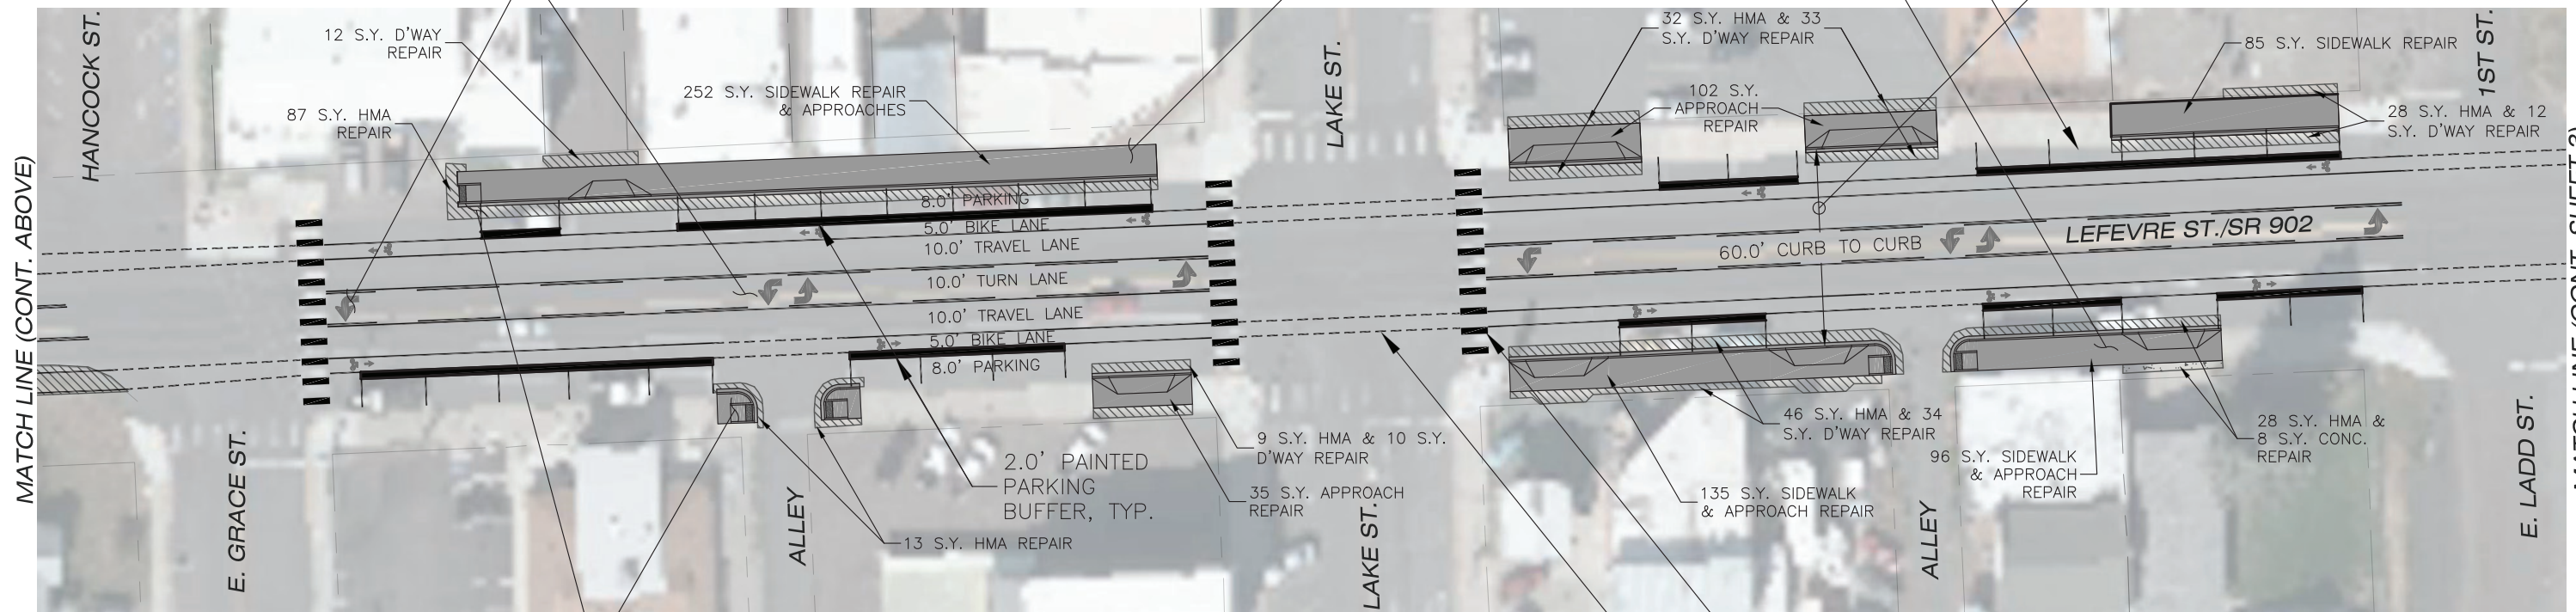 MATCH LINE (CONT. ABOVE)
HANCOCK ST.
E. GRACE ST.
12 S.Y. D'WAY
REPAIR
87 S.Y. HMA
REPAIR
252 S.Y. SIDEWALK REPAIR
& APPROACHES
8.0' PARKING
5.0' BIKE LANE
10.0' TRAVEL LANE
10.0' TURN LANE
10.0' TRAVEL LANE
5.0' BIKE LANE
8.0' PARKING
2.0' PAINTED
PARKING
BUFFER, TYP.
ALLEY
13 S.Y. HMA REPAIR
9 S.Y. HMA & 10 S.Y.
D'WAY REPAIR
35 S.Y. APPROACH
REPAIR
LAKE ST.
LAKE ST.
32 S.Y. HMA & 33
S.Y. D'WAY REPAIR
102 S.Y.
APPROACH
REPAIR
60.0' CURB TO CURB
LEFEVRE ST./SR 902
85 S.Y. SIDEWALK REPAIR
28 S.Y. HMA & 12
S.Y. D'WAY REPAIR
46 S.Y. HMA & 34
S.Y. D'WAY REPAIR
135 S.Y. SIDEWALK
& APPROACH REPAIR
96 S.Y. SIDEWALK
& APPROACH
REPAIR
28 S.Y. HMA &
8 S.Y. CONC.
REPAIR
ALLEY
1ST ST.
E. LADD ST.